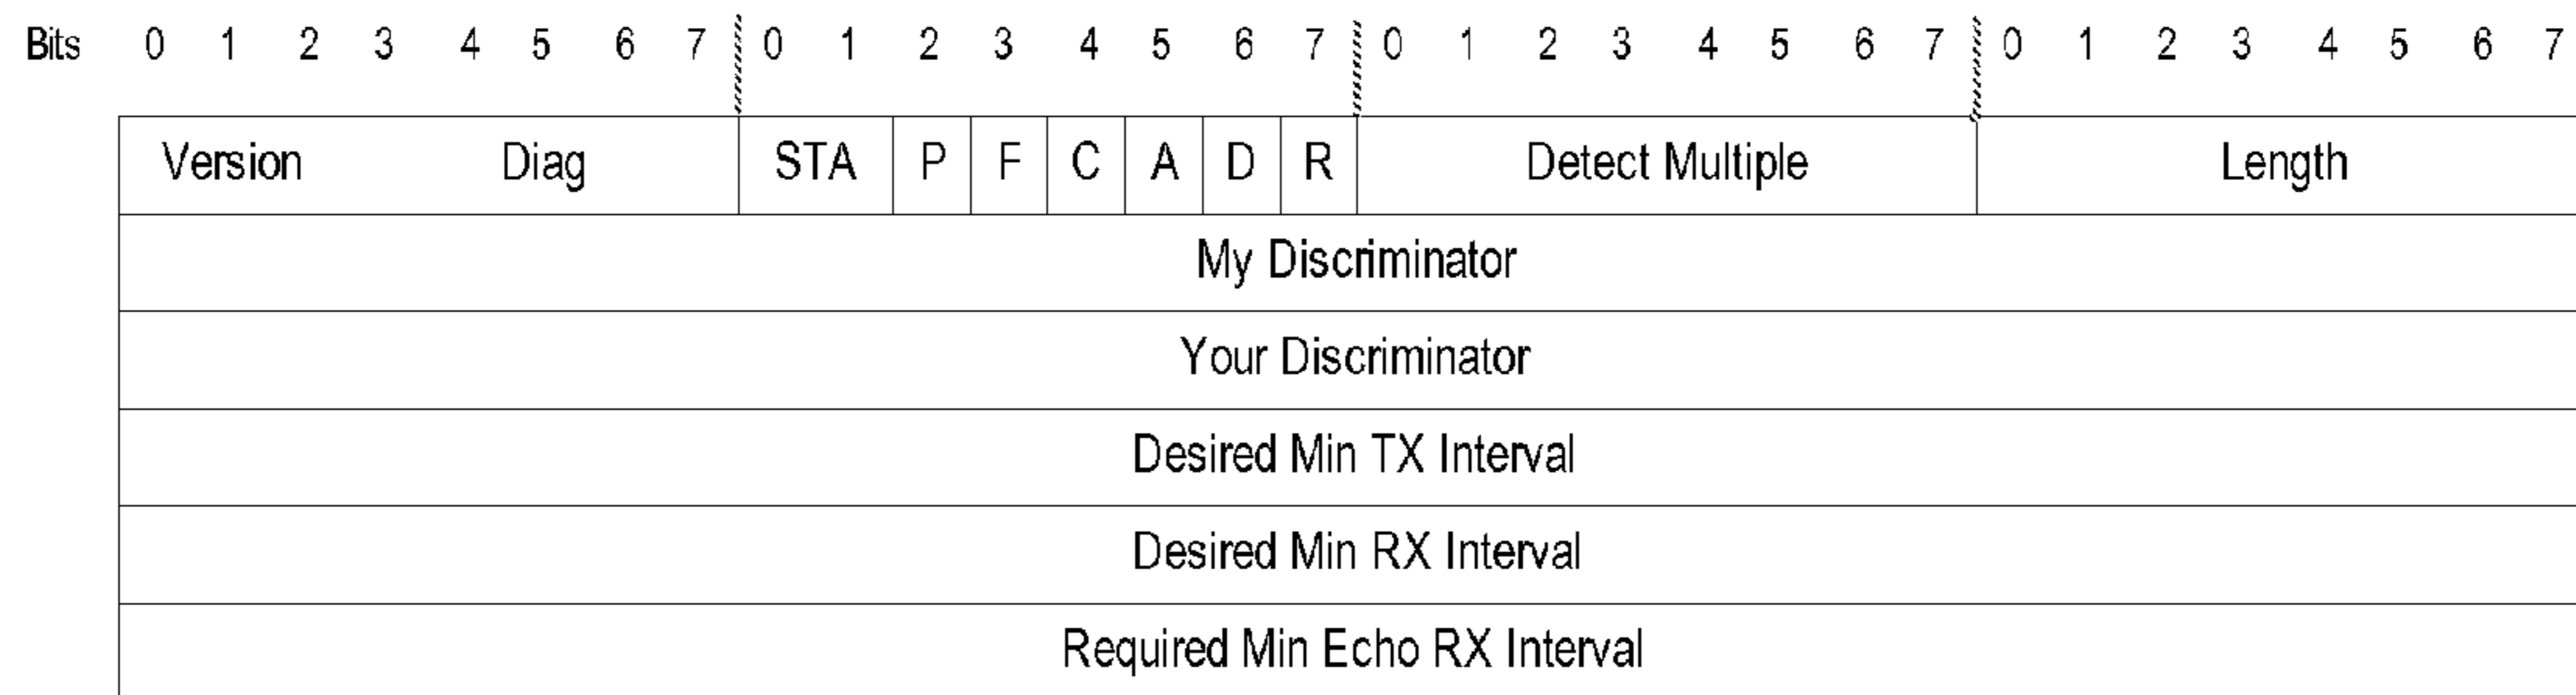 Bits 0 1 2 3 4 5 6 7 0 1 2 3 4 5 6 7 0 1 2 3 4 5 6 7 0 1 2 3 4 5 6 7
Version Diag STA P F C A D R Detect Multiple Length
My Discriminator
Your Discriminator
Desired Min TX Interval
Desired Min RX Interval
Required Min Echo RX Interval